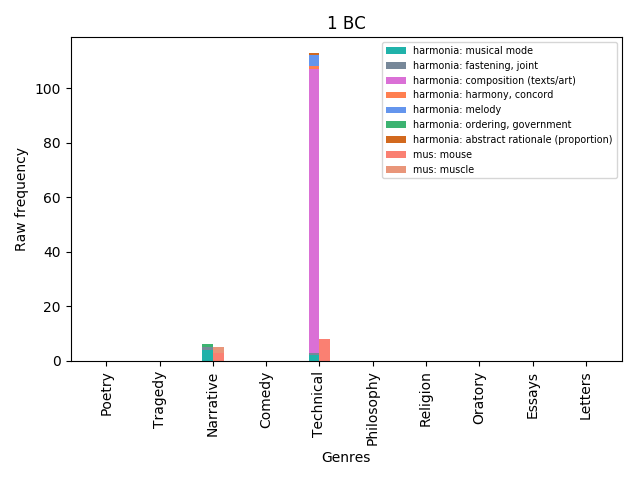 1 BC
harmonia: musical mode
harmonia: fastening, joint
harmonia: composition (texts/art)
harmonia: harmony, concord
harmonia: melody
harmonia: ordering, government
harmonia: abstract rationale (proportion)
mus: mouse
mus: muscle
Raw frequency
100
80
60
40
20
0
Poetry
Tragedy
Narrative
Comedy
Technical
Philosophy
Religion
Oratory
Essays
Letters
Genres